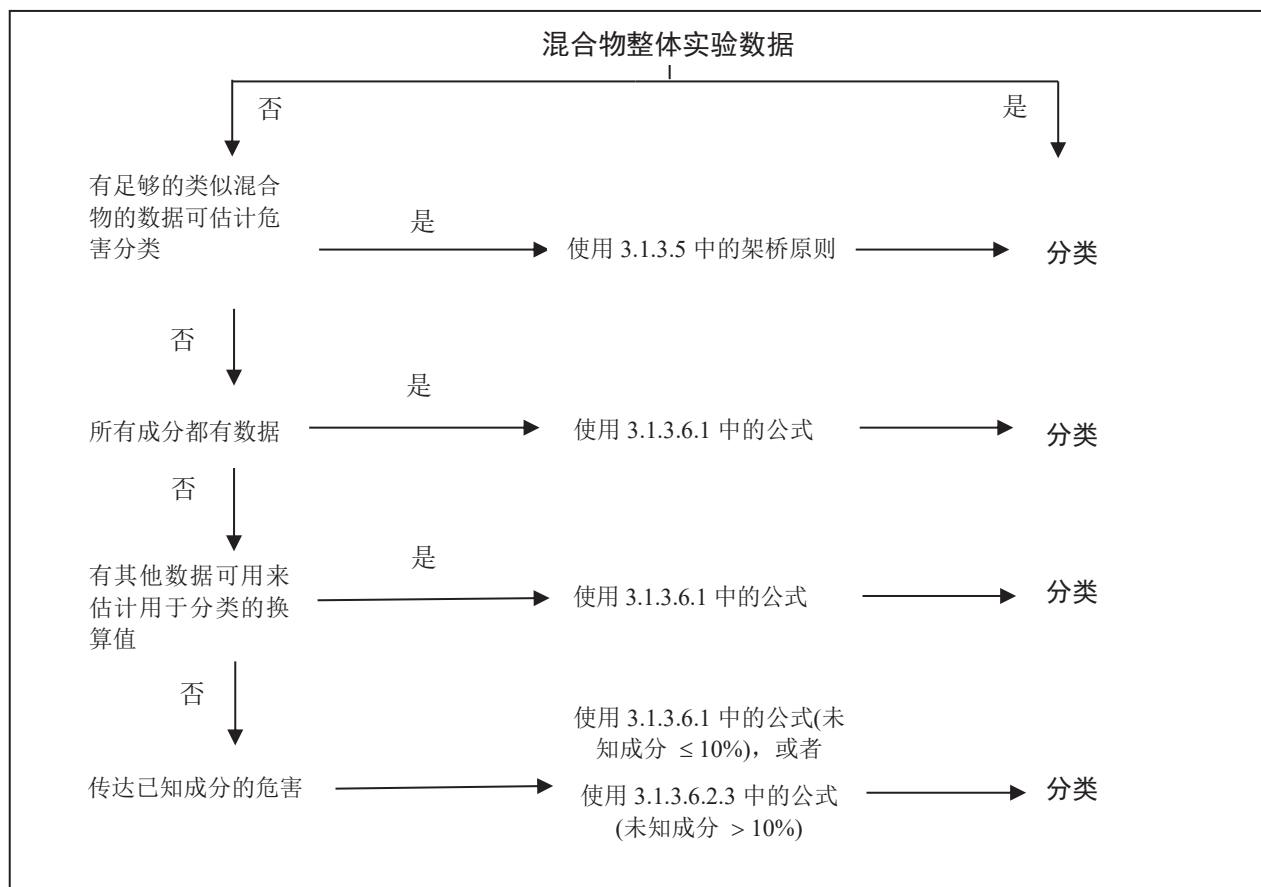 混合物整体实验数据
否
是
有足够的类似混合
物的数据可估计危
害分类
是
使用 3.1.3.5 中的架桥原则
分类
否
是
所有成分都有数据
使用 3.1.3.6.1 中的公式
分类
否
是
有其他数据可用来
估计用于分类的换
算值
使用 3.1.3.6.1 中的公式
分类
否
使用 3.1.3.6.1 中的公式(未
知成分 ≤ 10%)，或者
传达已知成分的危害
使用 3.1.3.6.2.3 中的公式
(未知成分 > 10%)
分类